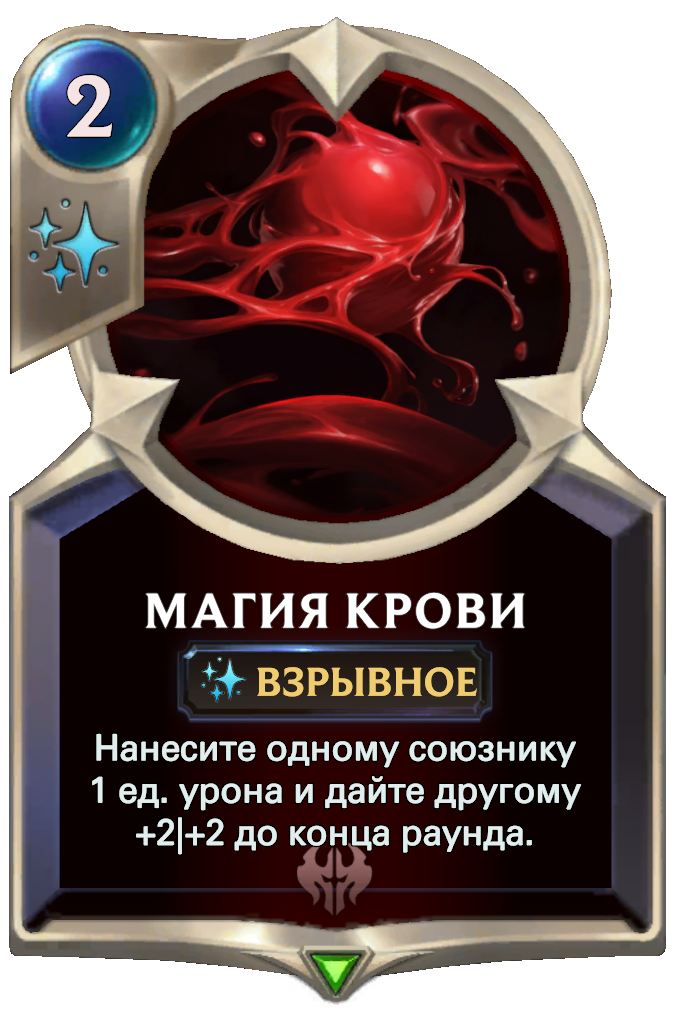 2
МАГИЯ КРОВИ
ВЗРЫВНОЕ
Нанесите одному союзнику
1 ед. урона и дайте другому
+2|+2 до конца раунда.